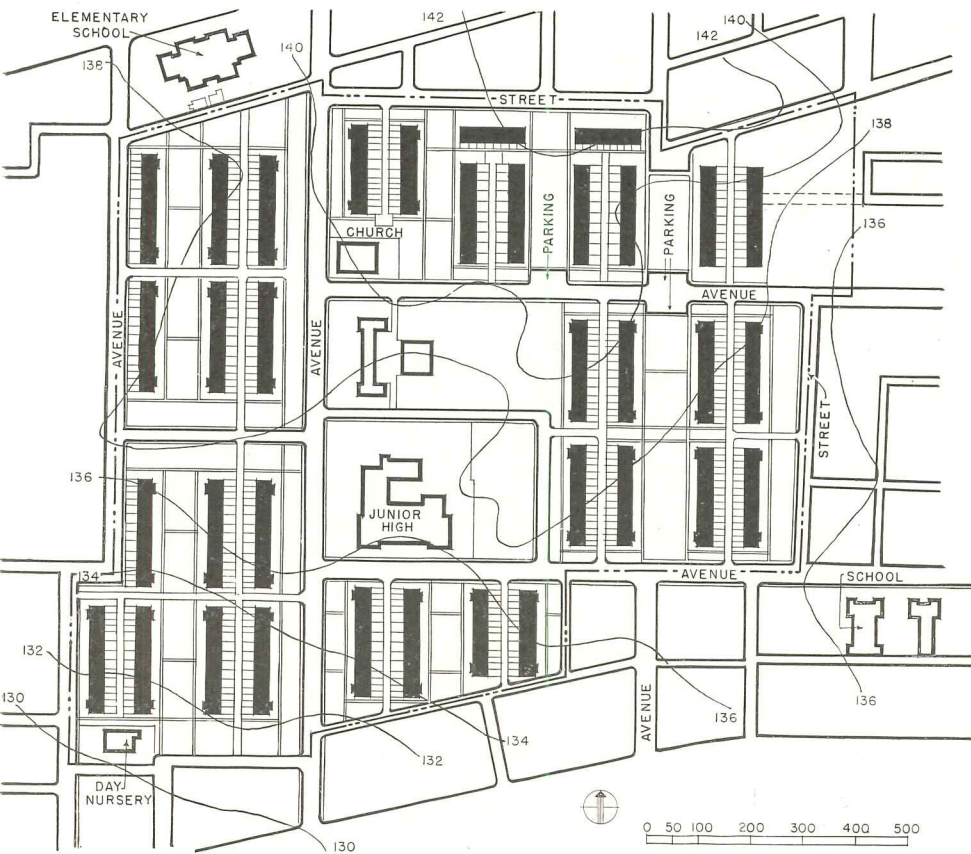 ELEMENTARY
SCHOOL
142
140
140
142
138
STREET
138
136
PARKING
PARKING
CHURCH
AVENUE
AVENUE
AVENUE
STREET
136
JUNIOR
HIGH
AVENUE
SCHOOL
34
132
130
136
AVENUE
136
134
132
DAY
NURSERY
130
0 50 100 200 300 400 500